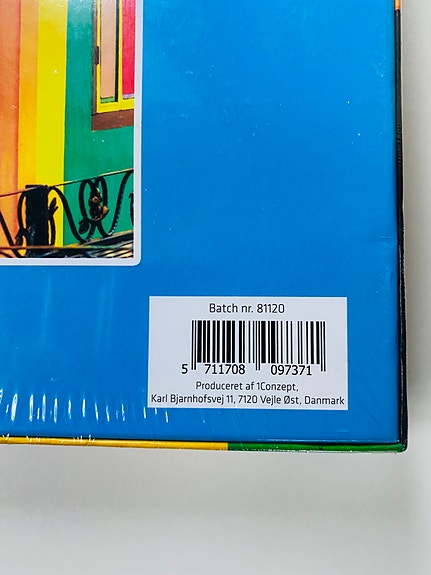 Batch nr. 81120
5 711708 097371
Produceret af 1Conzept,
Karl Bjarnhofsvej 11, 7120 Vejle Øst, Danmark